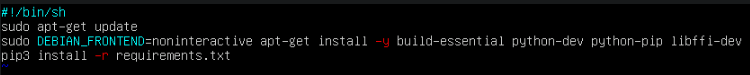 #!/bin/sh
sudo apt-get update
sudo DEBIAN_FRONTEND=noninteractive apt-get install -y build-essential python-dev python-pip libffi-dev
pip3 install -r requirements.txt
~